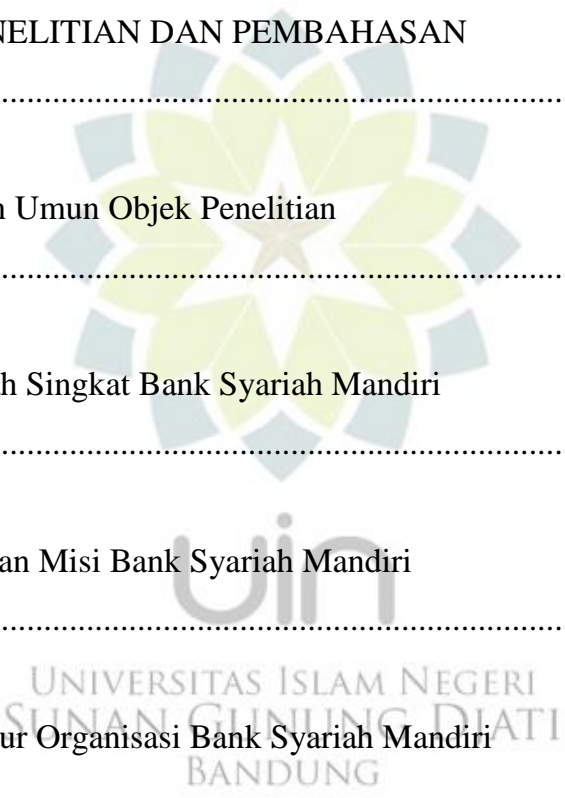 NELITIAN DAN PEMBAHASAN
................................................................
n Umun Objek Penelitian
................................................................
h Singkat Bank Syariah Mandiri
................................................................
an Misi Bank Syariah Mandiri
................................................................
uin
UNIVERSITAS ISLAM NEGERI
SUNAN GUNUNG DJATI
BANDUNG
ur Organisasi Bank Syariah Mandiri